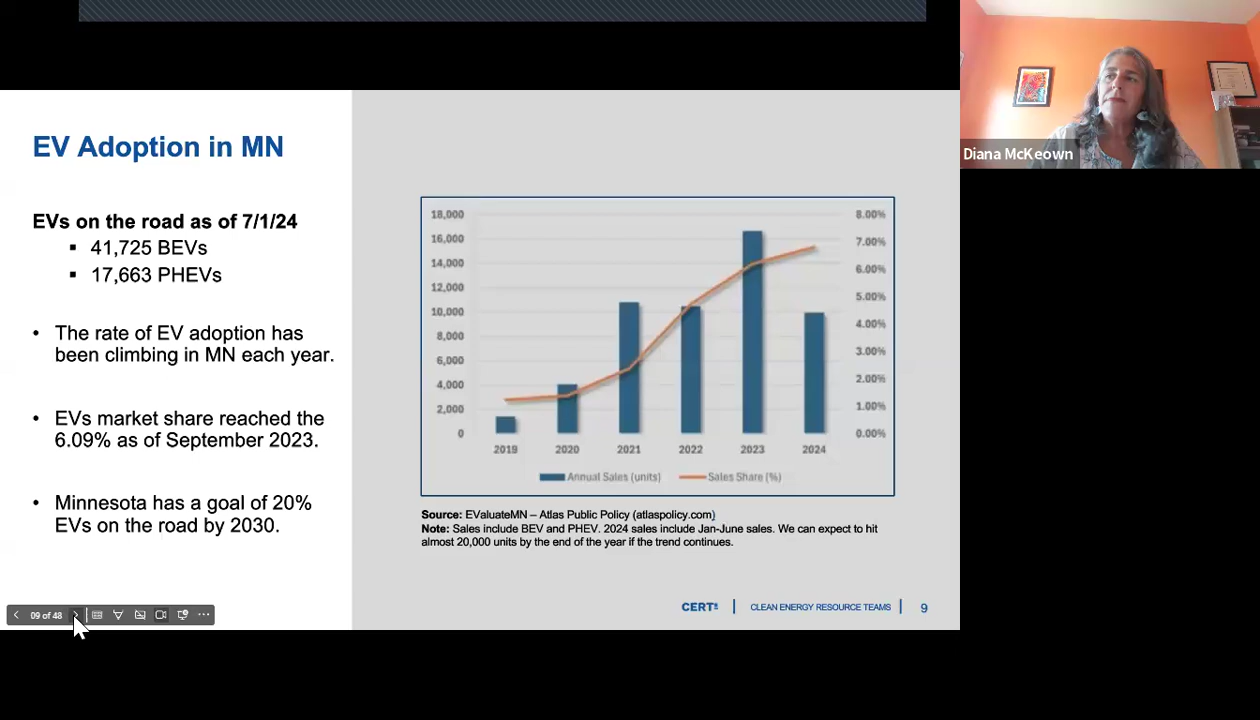 EV Adoption in MN
EVs on the road as of 7/1/24
▪ 41,725 BEVs
▪ 17,663 PHEVs
• The rate of EV adoption has
been climbing in MN each year.
• EVs market share reached the
6.09% as of September 2023.
• Minnesota has a goal of 20%
EVs on the road by 2030.
18,000
16,000
14,000
12,000
10,000
8,000
6,000
4,000
2,000
0
8.00%
7.00%
6.00%
5.00%
4.00%
3.00%
2.00%
1.00%
0.00%
2019 2020 2021 2022 2023 2024
Annual Sales (units) Sales Share (%)
Source: EValuateMN – Atlas Public Policy (atlaspolicy.com)
Note: Sales include BEV and PHEV. 2024 sales include Jan-June sales. We can expect to hit
almost 20,000 units by the end of the year if the trend continues.
CERTs | CLEAN ENERGY RESOURCE TEAMS | 9
09 of 48
Diana McKeown